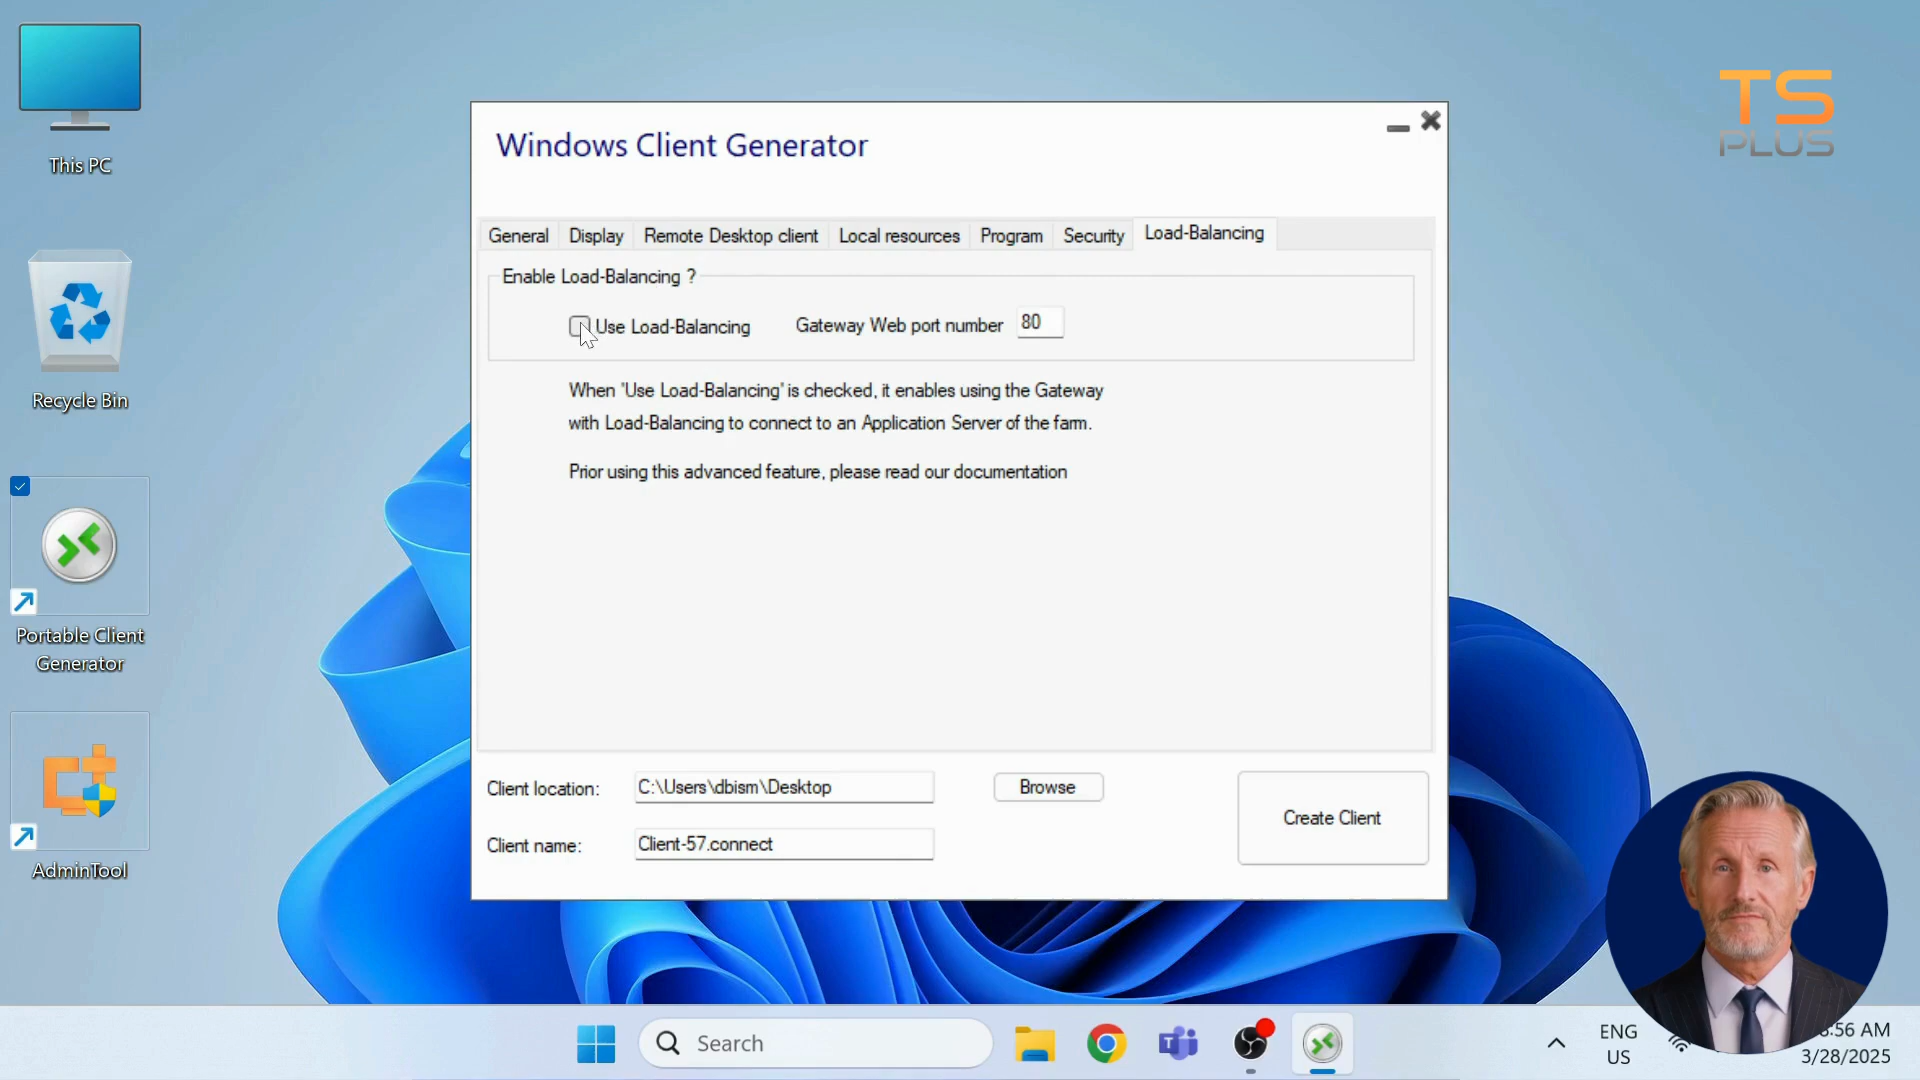 This PC
Recycle Bin
Portable Client
Generator
AdminTool
TS
PLUS
Windows Client Generator
General
Display
Remote Desktop client
Local resources
Program
Security
Load-Balancing
Enable Load-Balancing ?
Use Load-Balancing
Gateway Web port number
80
When 'Use Load-Balancing' is checked, it enables using the Gateway
with Load-Balancing to connect to an Application Server of the farm.
Prior using this advanced feature, please read our documentation
Client location:
C:\Users\dbism\Desktop
Browse
Client name:
Client-57.connect
Create Client
Search
T
ENG
US
:56 AM
3/28/2025